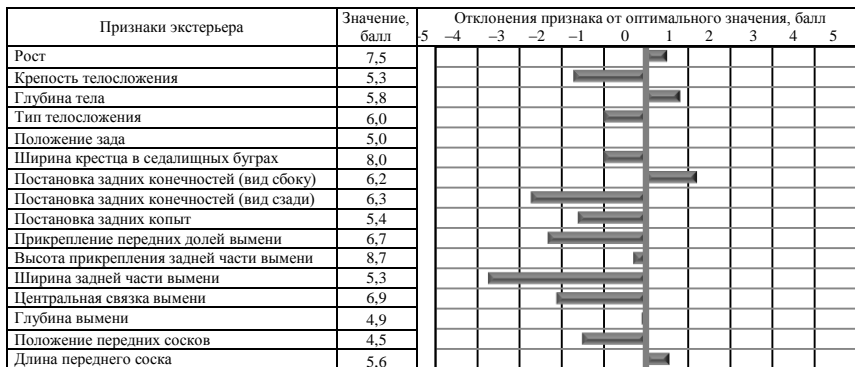 Признаки экстерьера Значение, балл Отклонения признака от оптимального значения, балл
-5 –4 –3 –2 –1 0 1 2 3 4 5
Рост 7,5
Крепость телосложения 5,3
Глубина тела 5,8
Тип телосложения 6,0
Положение зада 5,0
Ширина крестца в седалищных буграх 8,0
Постановка задних конечностей (вид сбоку) 6,2
Постановка задних конечностей (вид сзади) 6,3
Постановка задних копыт 5,4
Прикрепление передних долей вымени 6,7
Высота прикрепления задней части вымени 8,7
Ширина задней части вымени 5,3
Центральная связка вымени 6,9
Глубина вымени 4,9
Положение передних сосков 4,5
Длина переднего соска 5,6